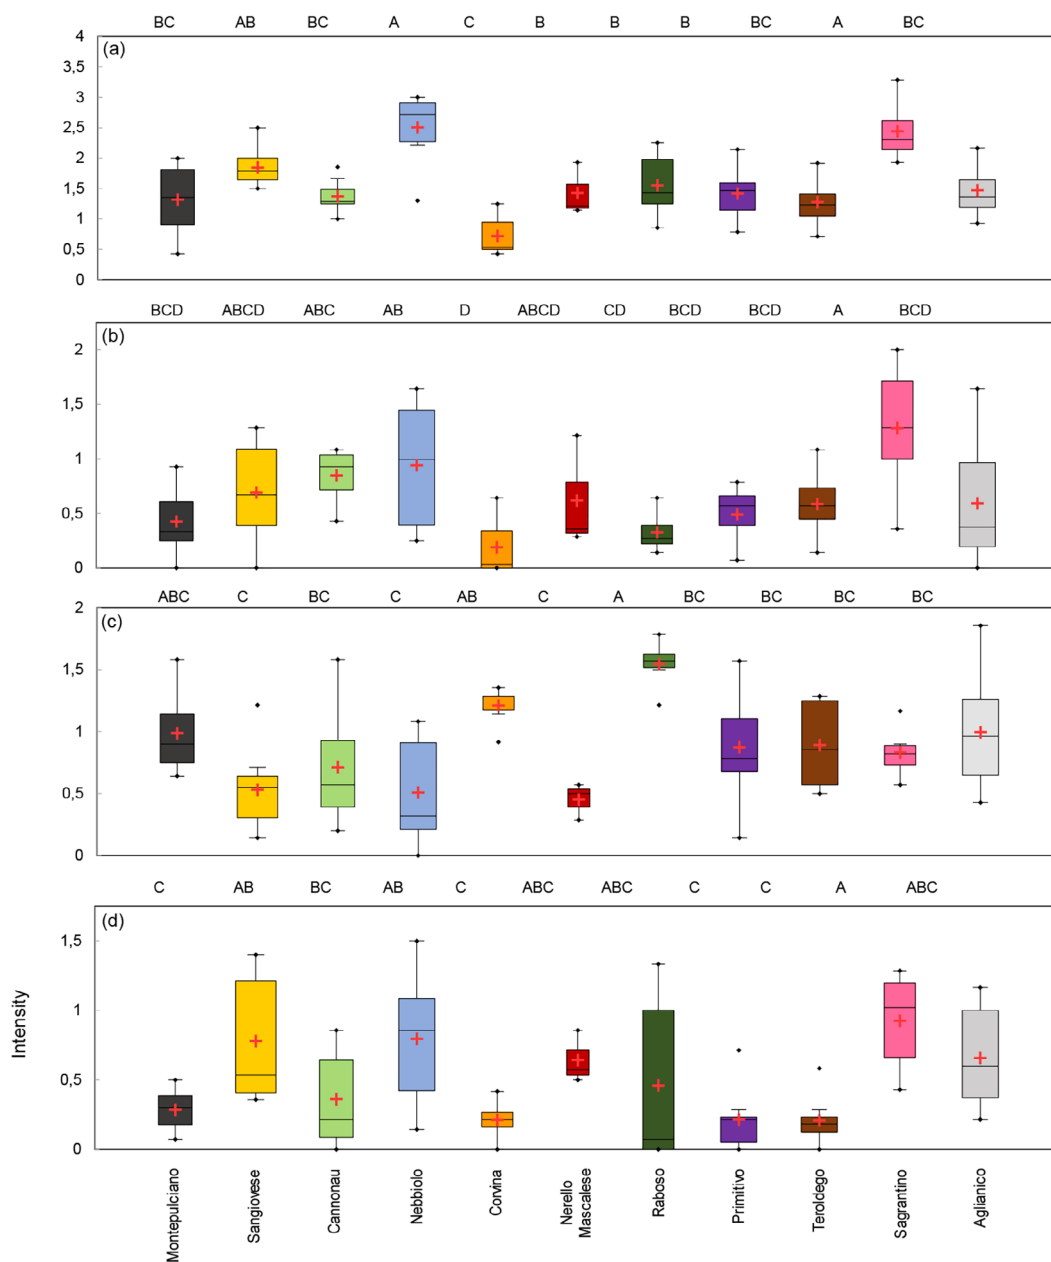 BC AB BC A C B B B BC A BC
(a)
4
3,5
3
2,5
2
1,5
1
0,5
0
BCD ABCD ABC AB D ABCD CD BCD BCD A BCD
(b)
2
1,5
1
0,5
0
ABC C BC C AB C A BC BC BC BC
(c)
2
1,5
1
0,5
0
C AB BC AB C ABC ABC C C A ABC
(d)
1,5
1
0,5
0
Intensity
Montepulciano
Sangiovese
Cannonau
Nebbiolo
Corvina
Nerello
Mascalese
Raboso
Primitivo
Teroldego
Sagrantino
Aglianico